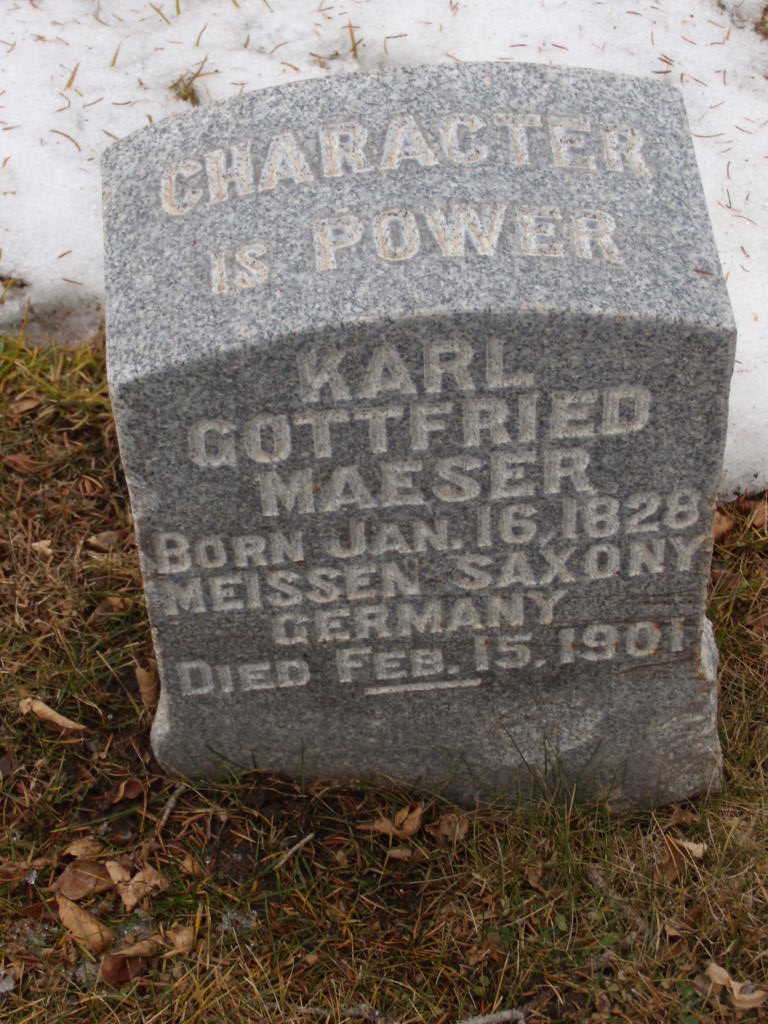 CHARACTER
IS POWER
KARL
GOTTFRIED
MAESER
BORN JAN. 16, 1828
MEISSEN SAXONY
GERMANY
DIED FEB. 15, 1901